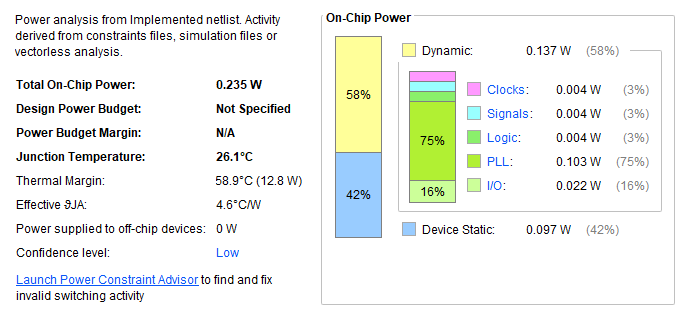 Power analysis from Implemented netlist. Activity
derived from constraints files, simulation files or
vectorless analysis.
Total On-Chip Power: 0.235 W
Design Power Budget: Not Specified
Power Budget Margin: N/A
Junction Temperature: 26.1°C
Thermal Margin: 58.9°C (12.8 W)
Effective ϑJA: 4.6°C/W
Power supplied to off-chip devices: 0 W
Confidence level: Low
Launch Power Constraint Advisor to find and fix
invalid switching activity
On-Chip Power
58%
42%
Dynamic: 0.137 W (58%)
75%
16%
Clocks: 0.004 W (3%)
Signals: 0.004 W (3%)
Logic: 0.004 W (3%)
PLL: 0.103 W (75%)
I/O: 0.022 W (16%)
Device Static: 0.097 W (42%)